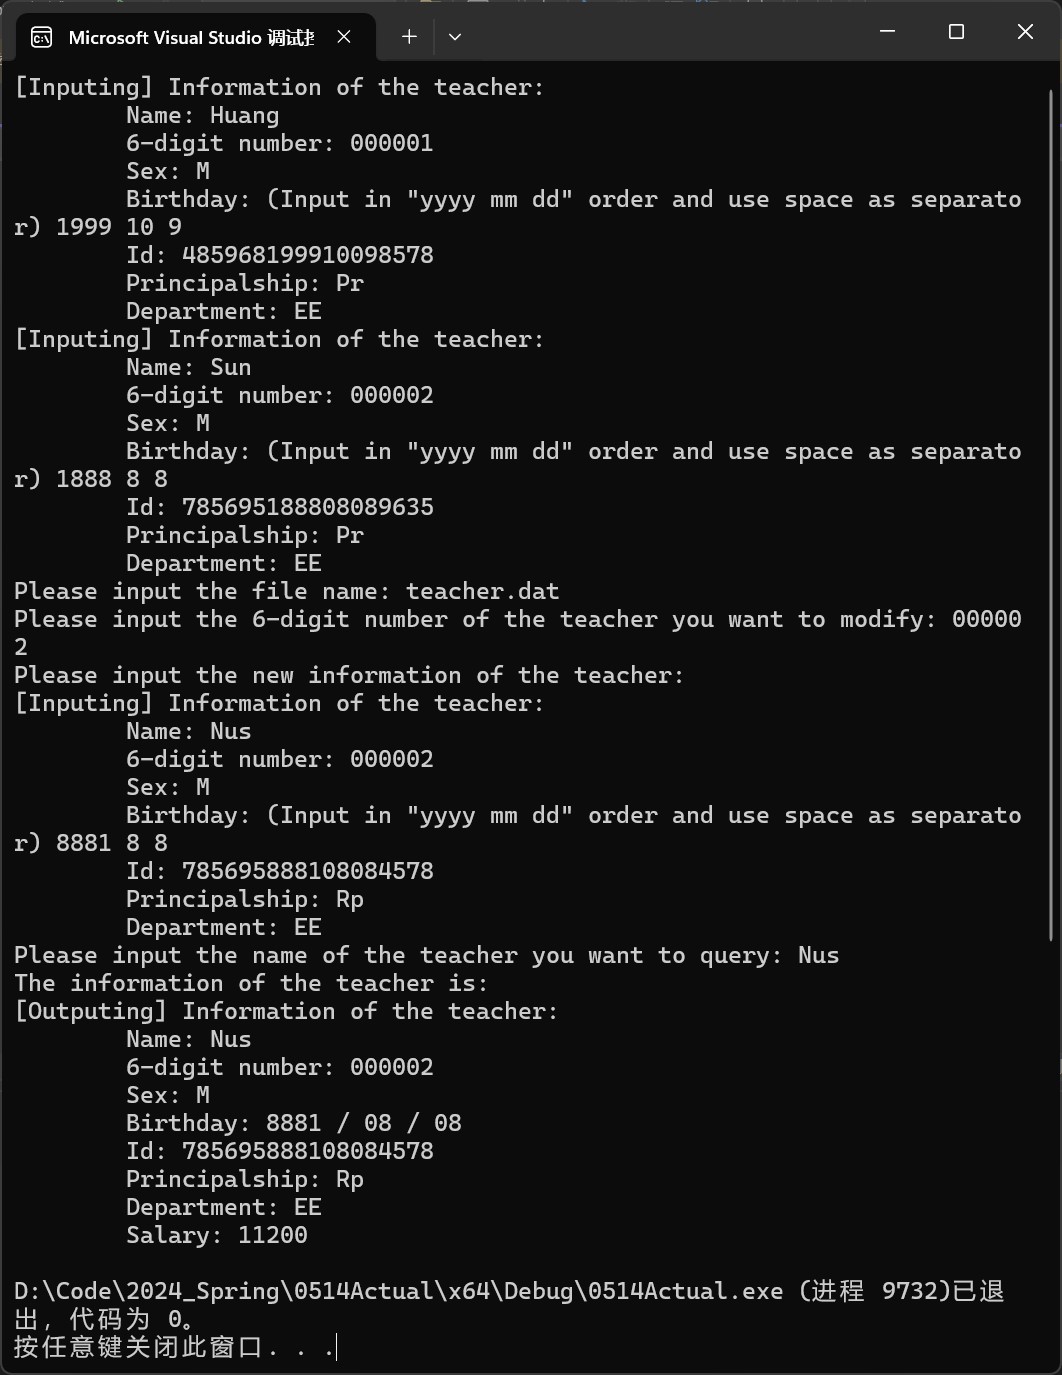 Microsoft Visual Studio 调试
[Inputing] Information of the teacher:
Name: Huang
6-digit number: 000001
Sex: M
Birthday: (Input in "yyyy mm dd" order and use space as separato
r) 1999 10 9
Id: 485968199910098578
Principalship: Pr
Department: EE
[Inputing] Information of the teacher:
Name: Sun
6-digit number: 000002
Sex: M
Birthday: (Input in "yyyy mm dd" order and use space as separato
r) 1888 8 8
Id: 785695188808089635
Principalship: Pr
Department: EE
Please input the file name: teacher.dat
Please input the 6-digit number of the teacher you want to modify: 00000
2
Please input the new information of the teacher:
[Inputing] Information of the teacher:
Name: Nus
6-digit number: 000002
Sex: M
Birthday: (Input in "yyyy mm dd" order and use space as separato
r) 8881 8 8
Id: 785695888108084578
Principalship: Rp
Department: EE
Please input the name of the teacher you want to query: Nus
The information of the teacher is:
[Outputing] Information of the teacher:
Name: Nus
6-digit number: 000002
Sex: M
Birthday: 8881 / 08 / 08
Id: 785695888108084578
Principalship: Rp
Department: EE
Salary: 11200
D:\Code\2024_Spring\0514Actual\x64\Debug\0514Actual.exe (进程 9732)已退
出，代码为 0。
按任意键关闭此窗口. . .